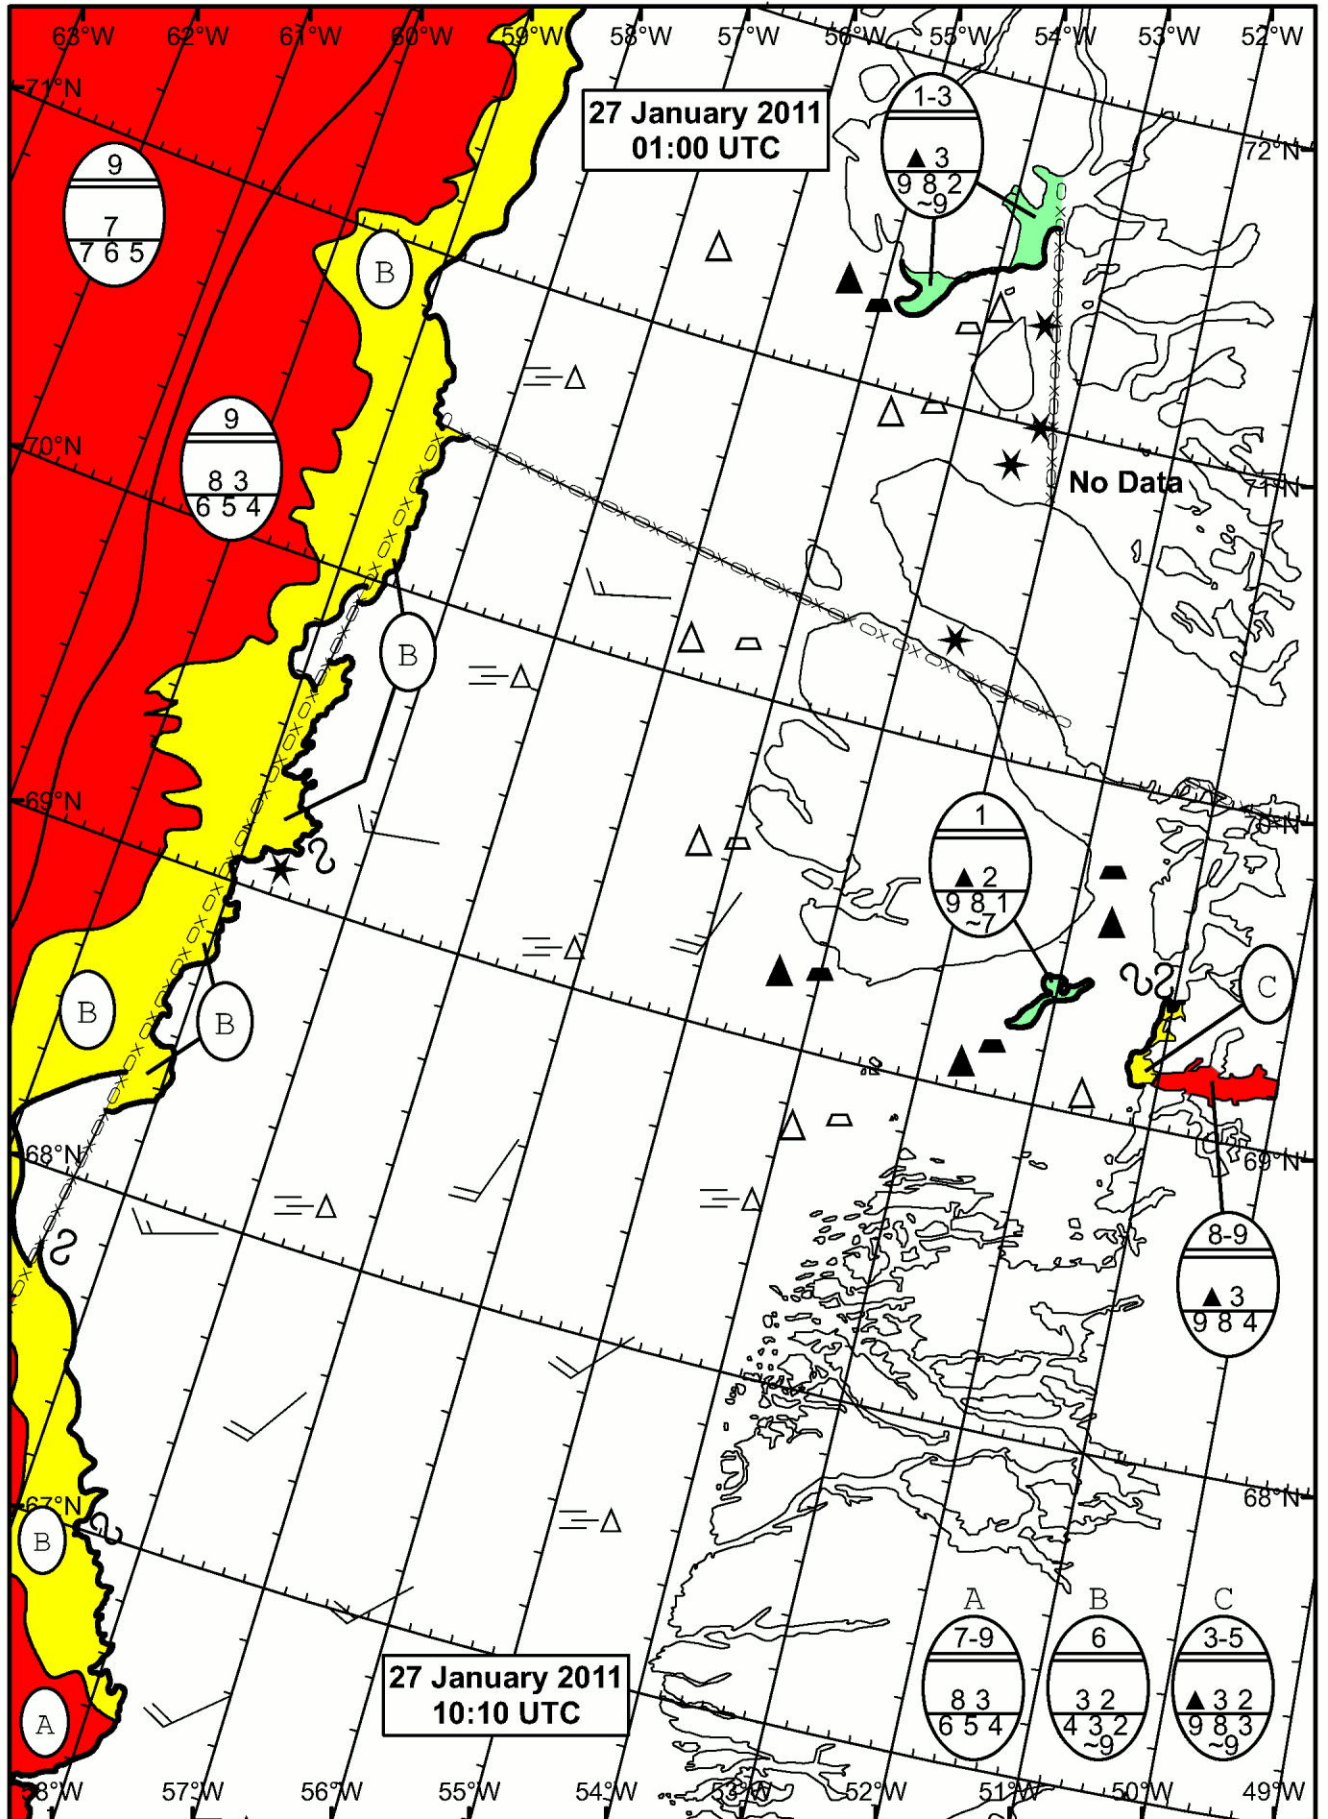 63°W 62°W 61°W 60°W 59°W 58°W 57°W 56°W 55°W 54°W 53°W 52°W
71°N
27 January 2011
01:00 UTC
1-3
▲ 3
9 8 2
~9
72°N
9
7
7 6 5
B
9
8 3
6 5 4
70°N
No Data
71°N
B
69°N
1
▲ 2
9 8 1
~7
70°N
C
B
B
68°N
69°N
8-9
▲ 3
9 8 4
67°N
68°N
B
A B C
7-9 6 3-5
8 3 3 2 ▲ 3 2
6 5 4 4 3 2 9 8 3
~9 ~9
27 January 2011
10:10 UTC
A
58°W 57°W 56°W 55°W 54°W 53°W 52°W 51°W 50°W 49°W